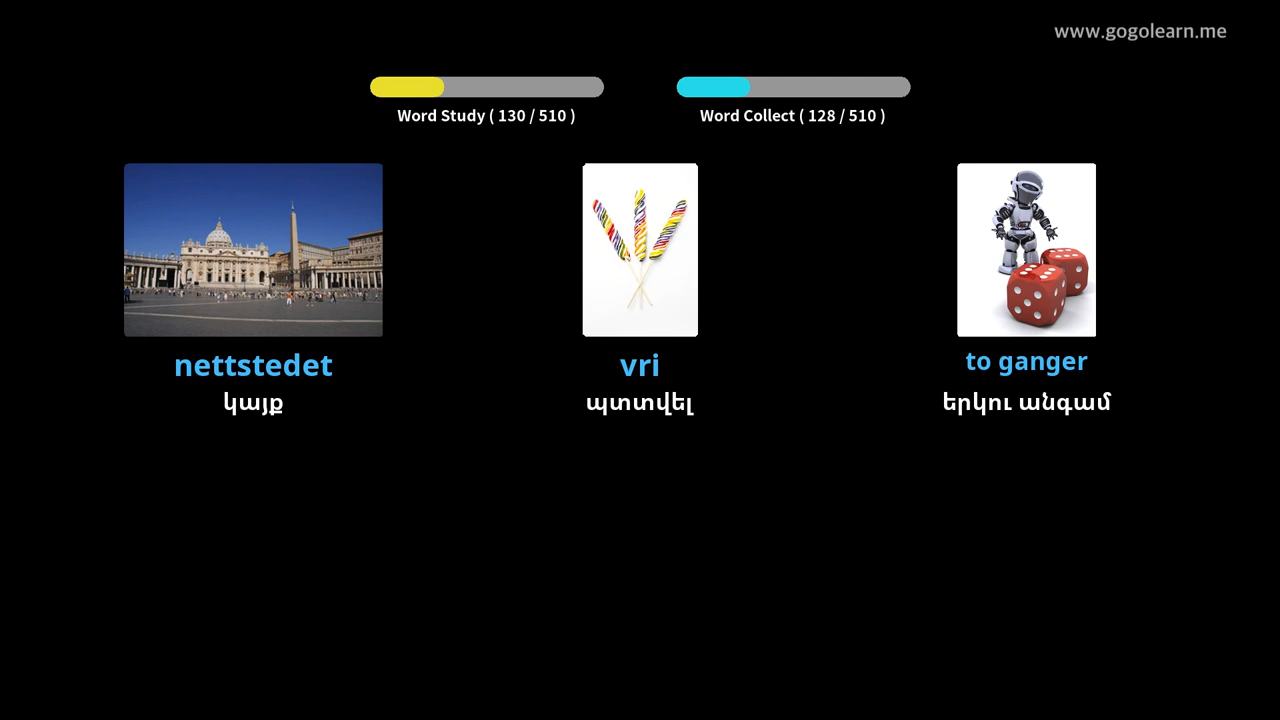 www.gogolearn.me
Word Study ( 130 / 510 )
Word Collect ( 128 / 510 )
nettstedet
vri
to ganger
կայք
պտտվել
երկու անգամ